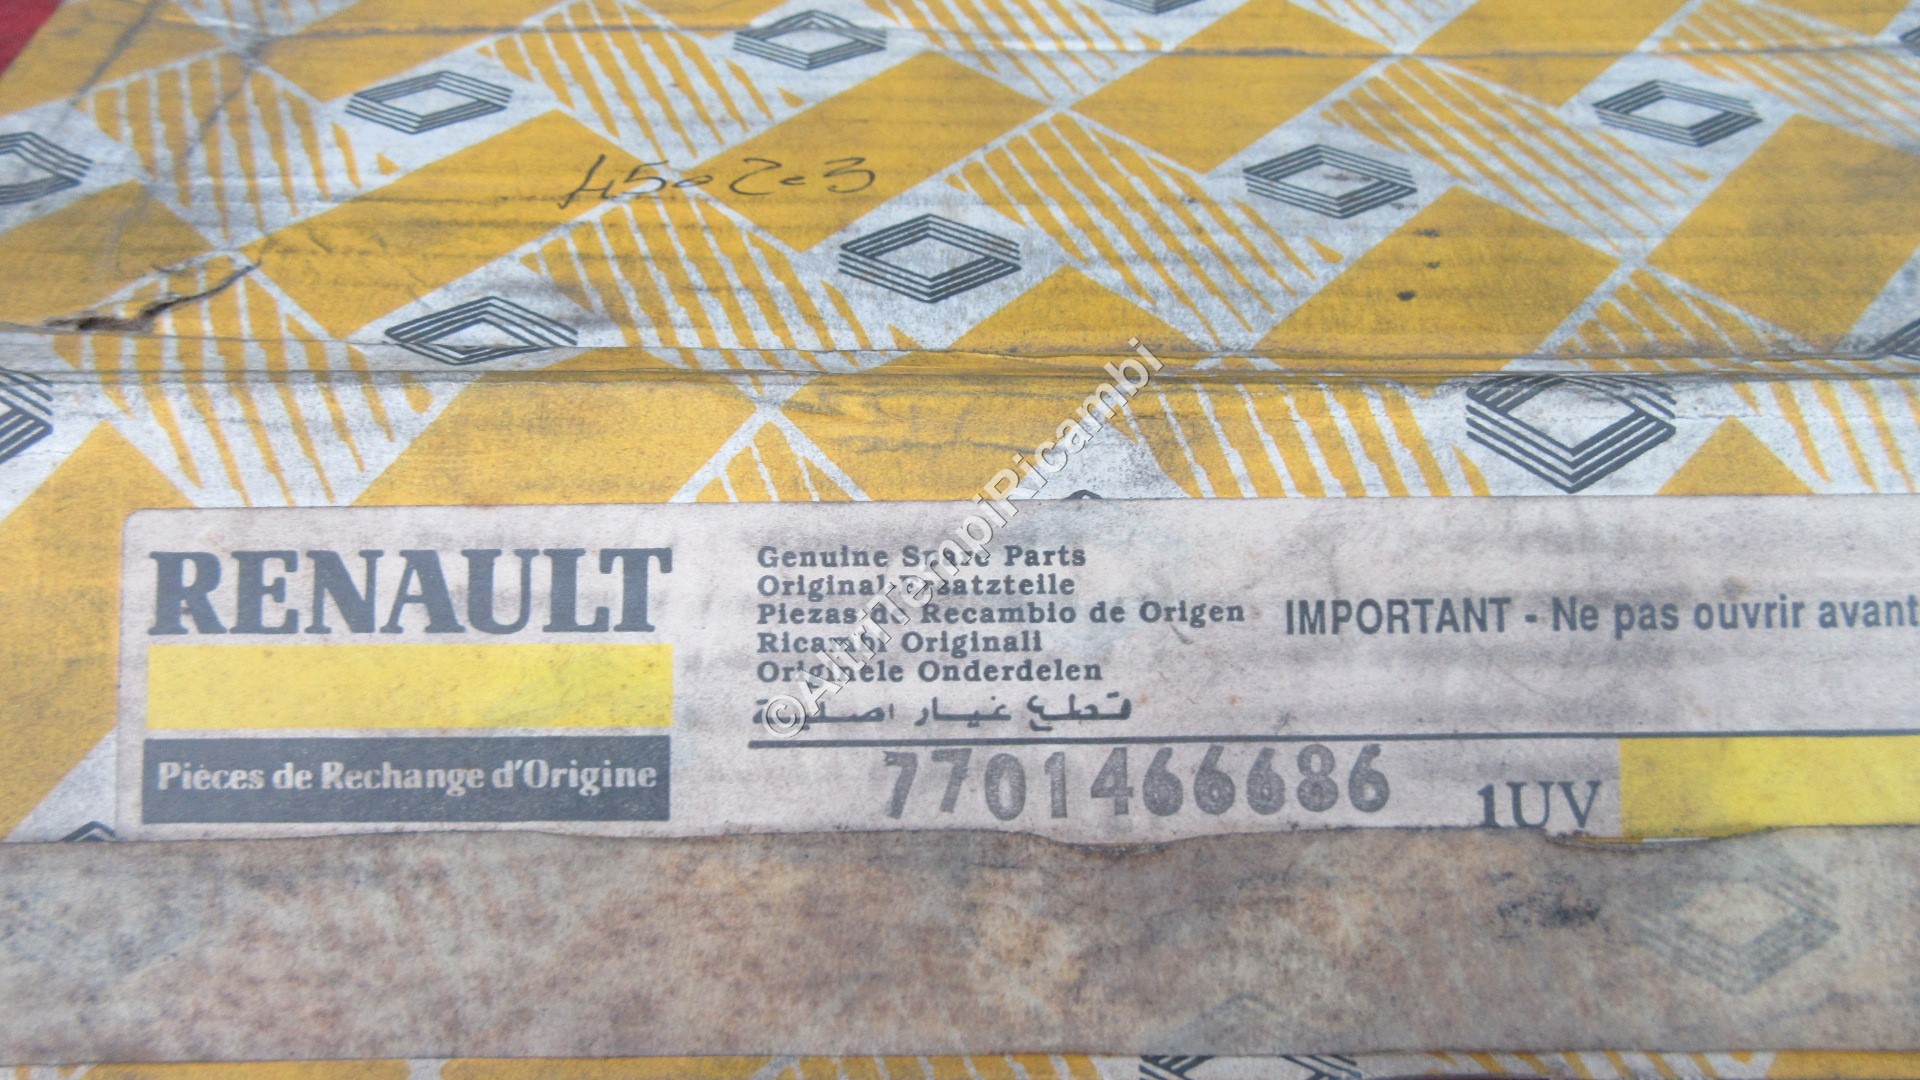 450203
RENAULT
Pièces de Rechange d'Origine
Genuine Spare Parts
Original-Ersatzteile
Piezas de Recambio de Origen
Ricambi Originali
Originele Onderdelen
قطع غيار اصلية
IMPORTANT - Ne pas ouvrir avant
7701466686
1UV
©AltriTempiRicambi